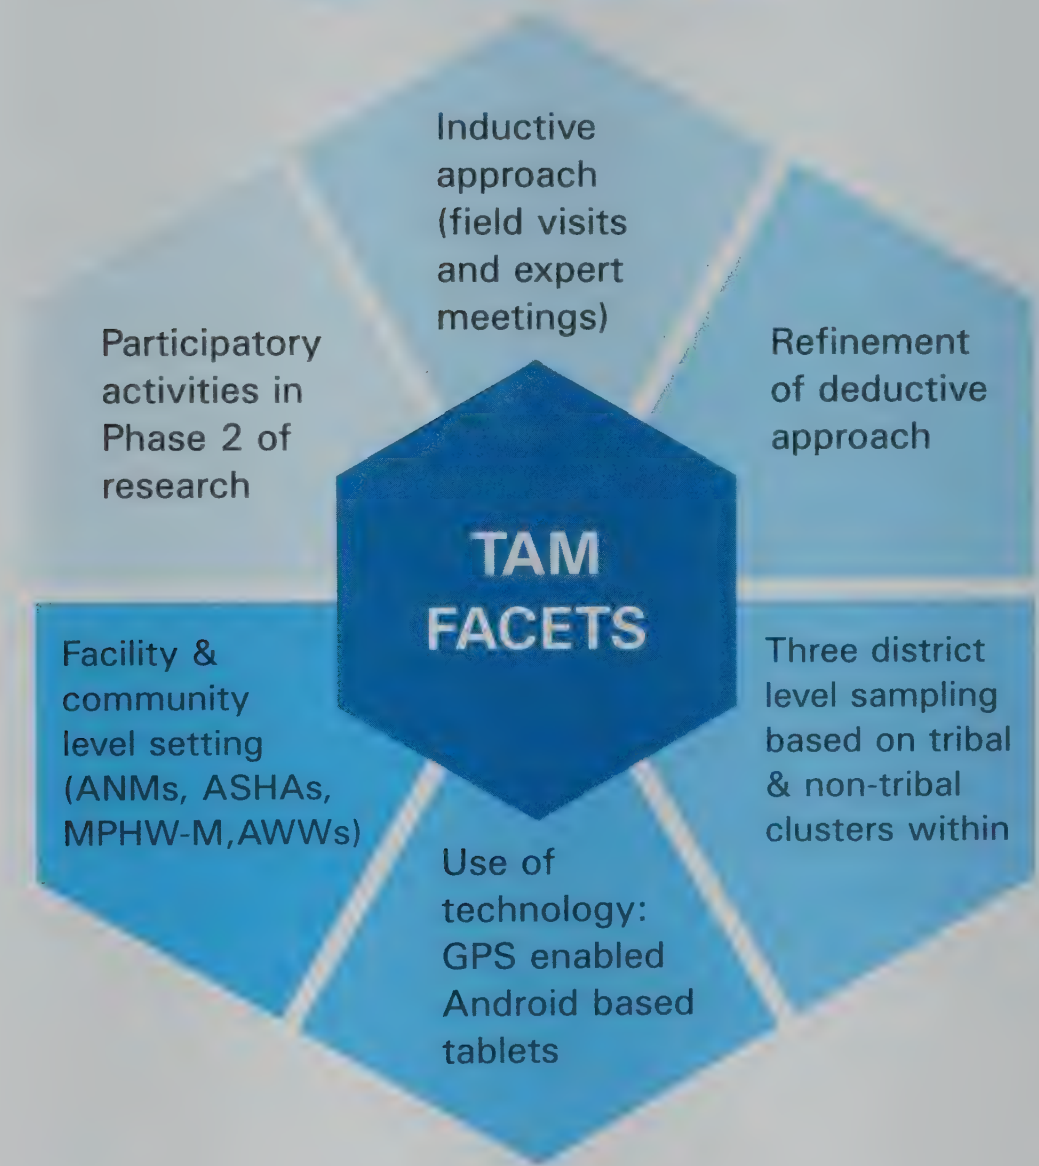 Inductive
approach
(field visits
and expert
meetings)
Refinement
of deductive
approach
Three district
level sampling
based on tribal
& non-tribal
clusters within
Use of
technology:
GPS enabled
Android based
tablets
Facility &
community
level setting
(ANMs, ASHAs,
MPHW-M,AWWs)
Participatory
activities in
Phase 2 of
research
TAM
FACETS